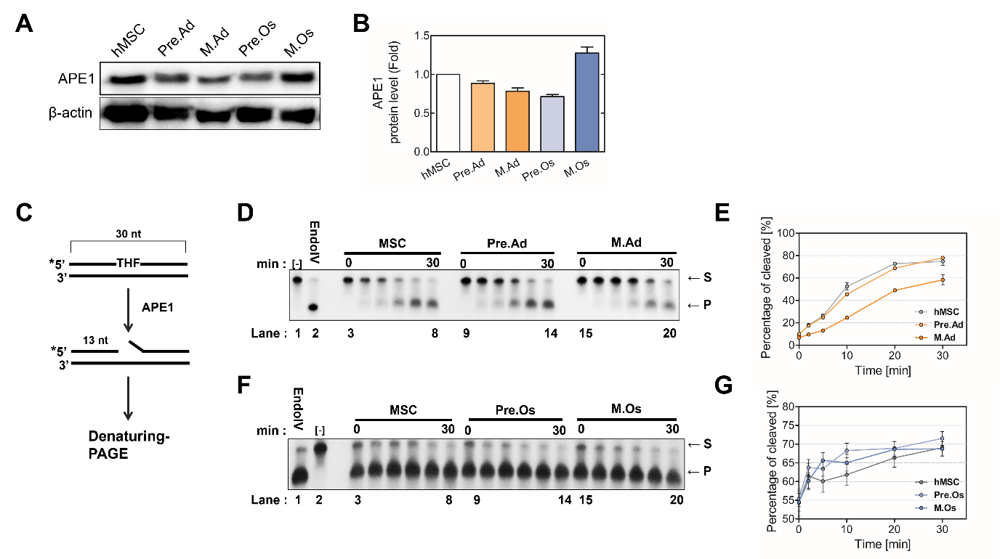 A
hMSC Pre.Ad M.Ad Pre.Os M.Os
APE1
β-actin
B
APE1
protein level (Fold)
1.5
1.0
0.5
0.0
hMSC Pre.Ad M.Ad Pre.Os M.Os
C
30 nt
*5’ THF
3’
APE1
13 nt
*5’
3’
Denaturing-
PAGE
D
EndoIV
MSC Pre.Ad M.Ad
min : [-] 0 30 0 30 0 30
← S
← P
Lane : 1 2 3 8 9 14 15 20
E
Percentage of cleaved [%]
100
80
60
40
20
0
hMSC
Pre.Ad
M.Ad
0 10 20 30
Time [min]
F
EndoIV
MSC Pre.Os M.Os
min : [-] 0 30 0 30 0 30
← S
← P
Lane : 1 2 3 8 9 14 15 20
G
Percentage of cleaved [%]
80
75
70
65
60
55
50
hMSC
Pre.Os
M.Os
0 10 20 30
Time [min]